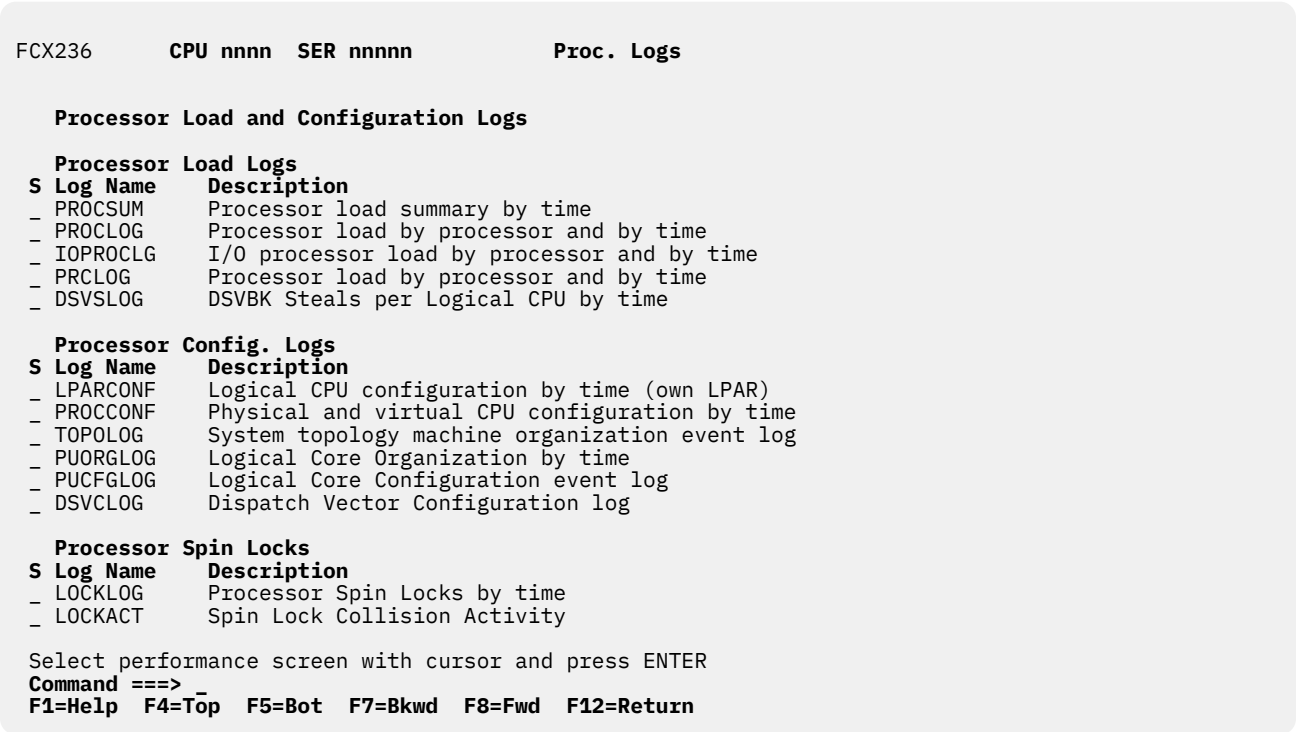 FCX236      CPU nnnn  SER nnnnn           Proc. Logs
Processor Load and Configuration Logs
Processor Load Logs
S Log Name    Description
_ PROCSUM     Processor load summary by time
_ PROCLOG     Processor load by processor and by time
_ IOPROCLG    I/O processor load by processor and by time
_ PRCLOG      Processor load by processor and by time
_ DSVSLOG     DSVBK Steals per Logical CPU by time
Processor Config. Logs
S Log Name    Description
_ LPARCONF    Logical CPU configuration by time (own LPAR)
_ PROCCONF    Physical and virtual CPU configuration by time
_ TOPOLOG     System topology machine organization event log
_ PUORGLOG    Logical Core Organization by time
_ PUCFGLOG    Logical Core Configuration event log
_ DSVCLOG     Dispatch Vector Configuration log
Processor Spin Locks
S Log Name    Description
_ LOCKLOG     Processor Spin Locks by time
_ LOCKACT     Spin Lock Collision Activity
Select performance screen with cursor and press ENTER
Command ===> _
F1=Help  F4=Top  F5=Bot  F7=Bkwd  F8=Fwd  F12=Return